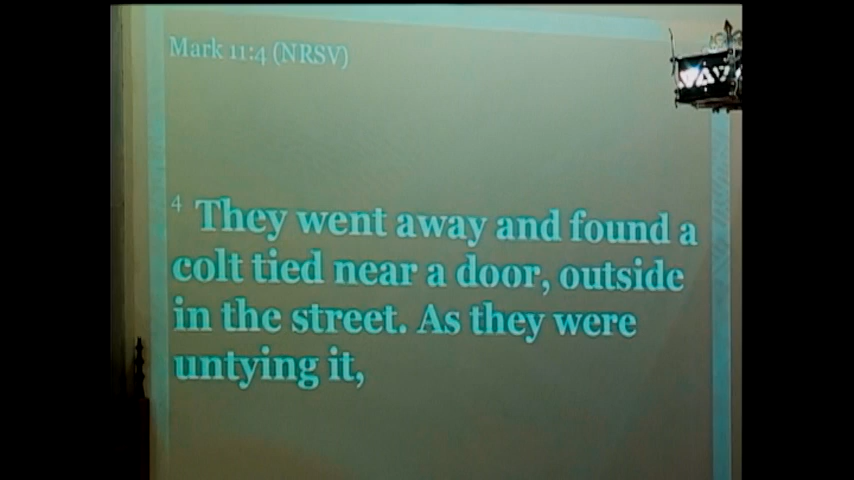 Mark 11:4 (NRSV)
4 They went away and found a
colt tied near a door, outside
in the street. As they were
untying it,